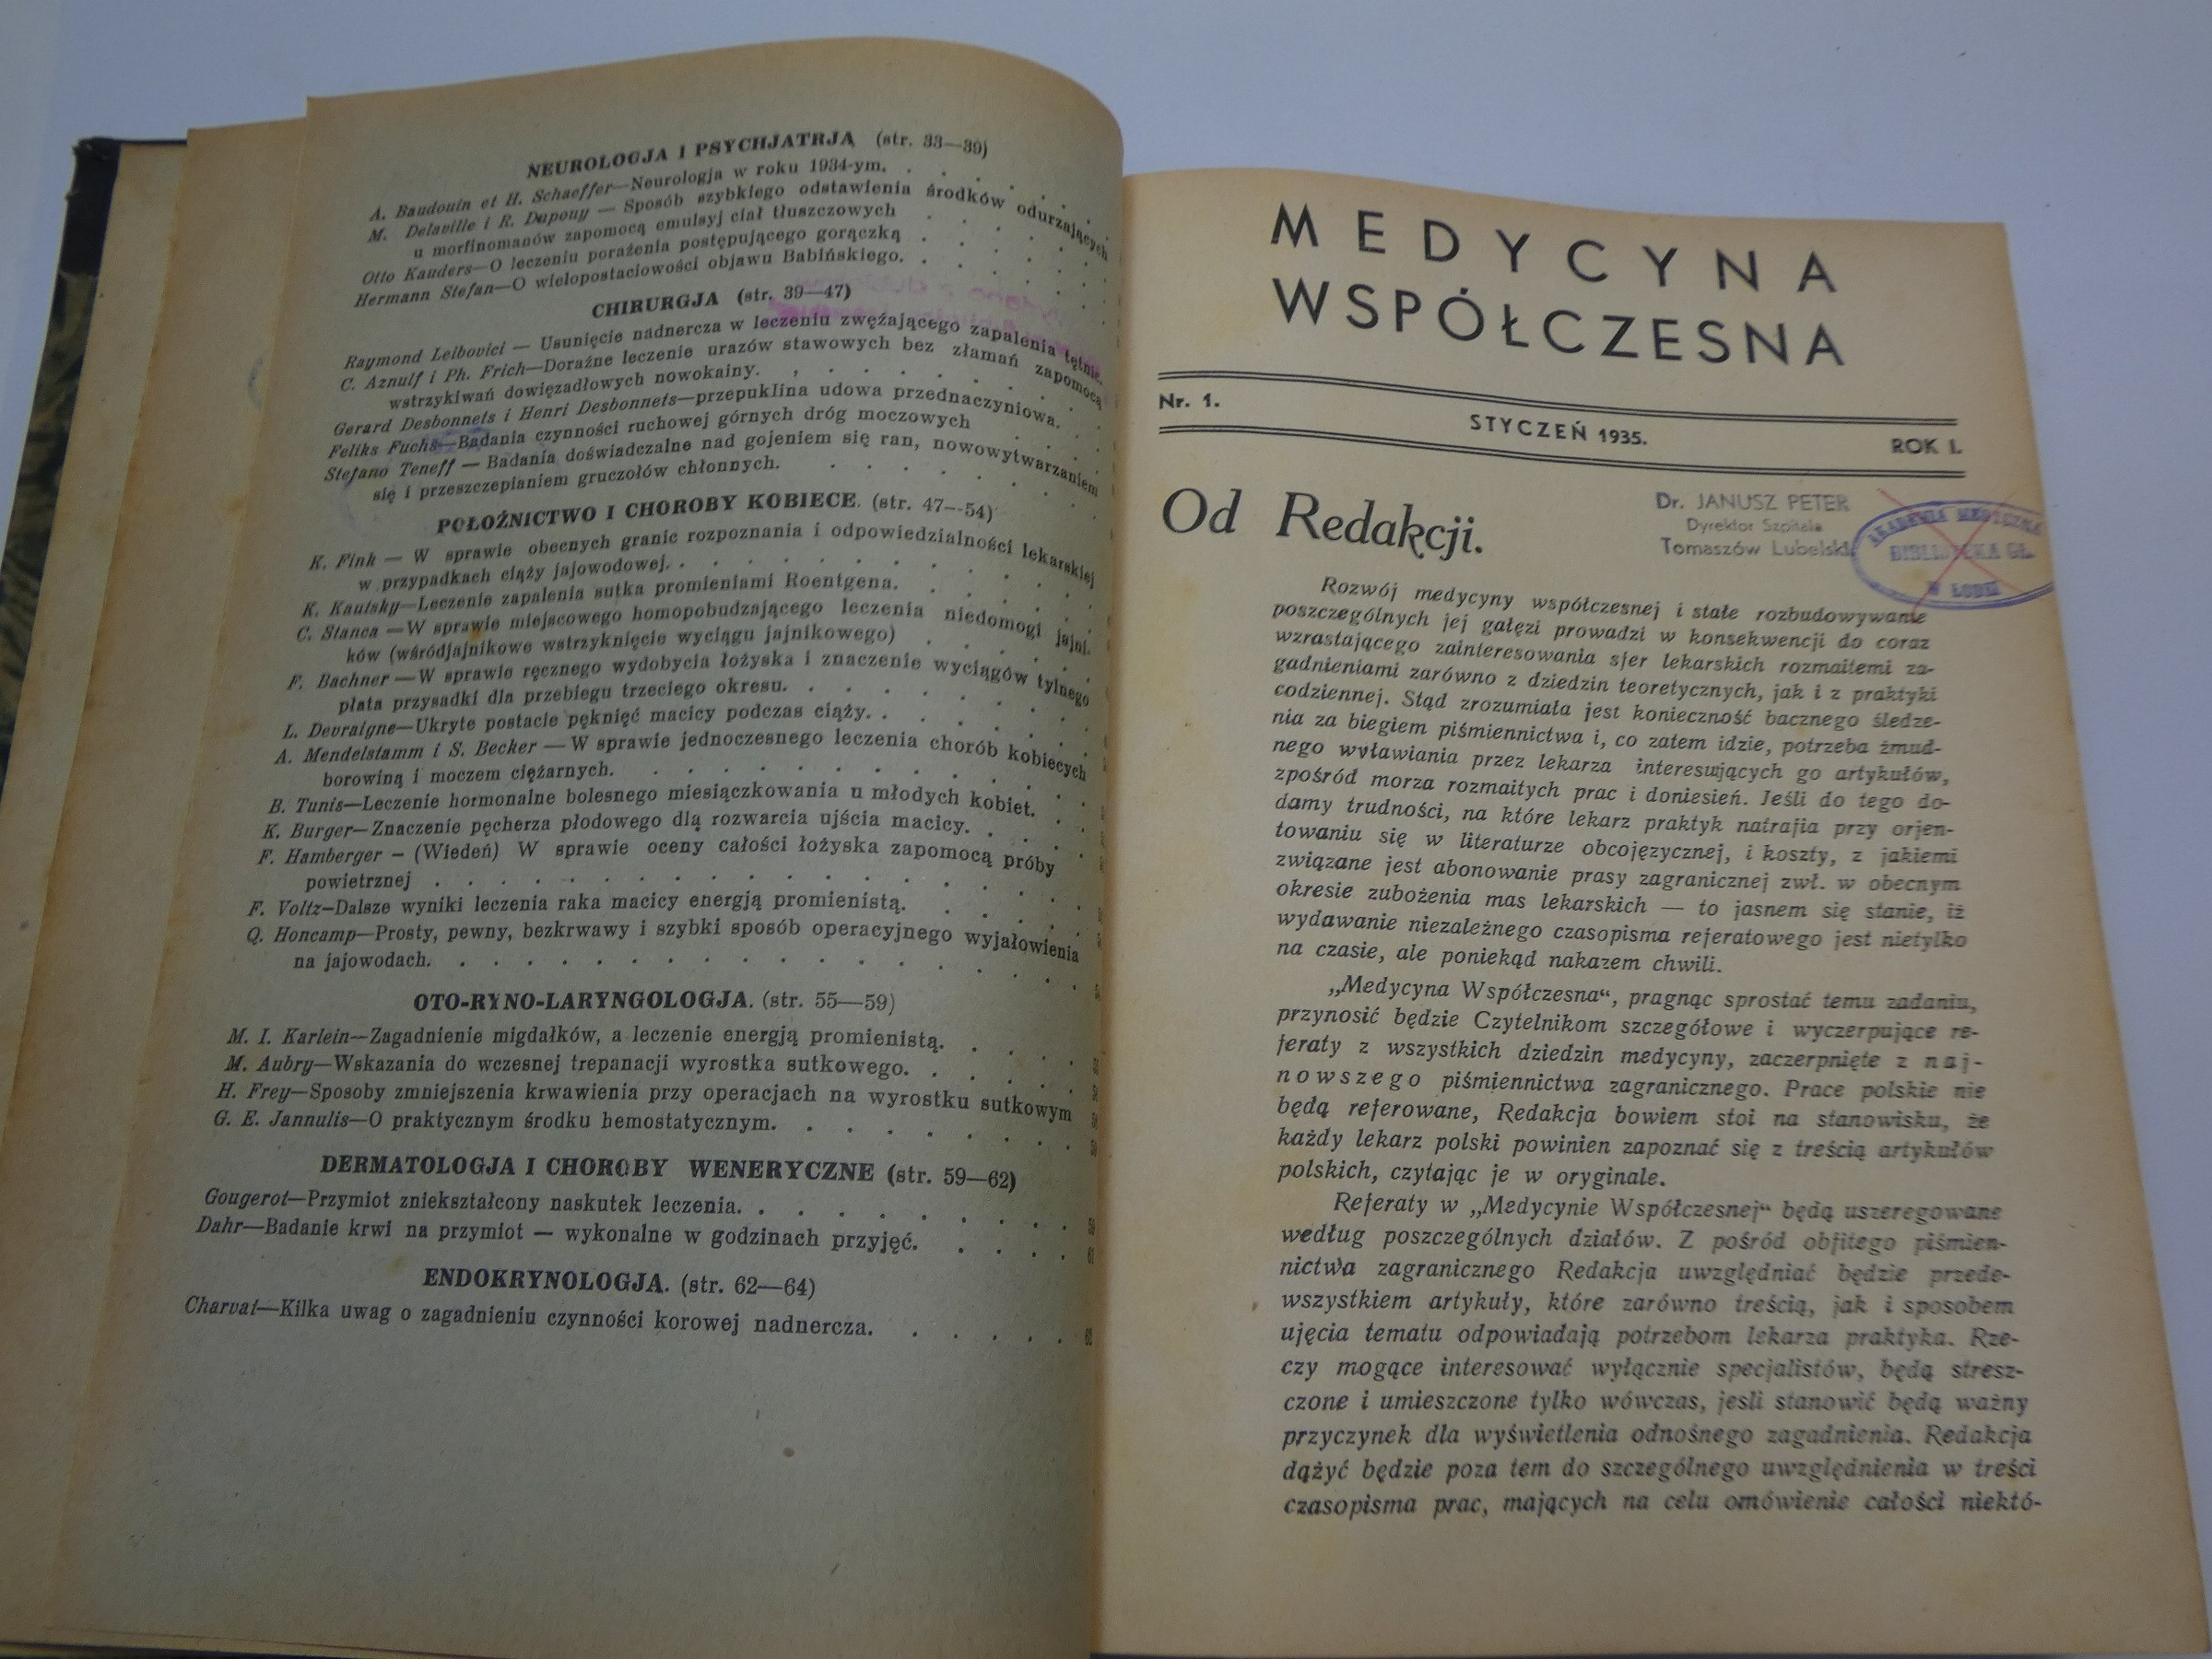 NEUROLOGJA I PSYCHJATRJA (str. 33—39)
A. Baudouin et H. Schaeffer—Neurologja w roku 1934-ym.
M. Delaville i R. Dupouy — Sposób szybkiego odstawienia środków odurzających
u morfinomanów zapomocą emulsyj ciał tłuszczowych
Otto Kauders—O leczeniu porażenia postępującego gorączką
Hermann Stefan—O wielopostaciowości objawu Babińskiego.
CHIRURGJA (str. 39—47)
Raymond Leibovici — Usunięcie nadnercza w leczeniu zwężającego zapalenia tętnic.
C. Aznulf i Ph. Frich—Doraźne leczenie urazów stawowych bez złamań zapomocą
wstrzykiwań dowięzadłowych nowokainy.
Gerard Desbonnets i Henri Desbonnets—przepuklina udowa przednaczyniowa.
Feliks Fuchs—Badania czynności ruchowej górnych dróg moczowych
Stefano Teneff — Badania doświadczalne nad gojeniem się ran, nowowytwarzaniem
się i przeszczepianiem gruczołów chłonnych.
POŁOŹNICTWO I CHOROBY KOBIECE. (str. 47—54)
K. Fink — W sprawie obecnych granic rozpoznania i odpowiedzialności lekarskiej
w przypadkach ciąży jajowodowej.
K. Kautsky—Leczenie zapalenia sutka promieniami Roentgena.
C. Stanca —W sprawie miejscowego homopobudzającego leczenia niedomogi jajni-
ków (wśródjajnikowe wstrzyknięcie wyciągu jajnikowego)
F. Bachner —W sprawie ręcznego wydobycia łożyska i znaczenie wyciągów tylnego
płata przysadki dla przebiegu trzeciego okresu.
L. Devraigne—Ukryte postacie pęknięć macicy podczas ciąży.
A. Mendelstamm i S. Becker —W sprawie jednoczesnego leczenia chorób kobiecych
borowiną i moczem ciężarnych.
B. Tunis—Leczenie hormonalne bolesnego miesiączkowania u młodych kobiet.
K. Burger—Znaczenie pęcherza płodowego dlą rozwarcia ujścia macicy.
F. Hamberger – (Wiedeń) W sprawie oceny całości łożyska zapomocą próby
powietrznej
F. Voltz—Dalsze wyniki leczenia raka macicy energją promienistą.
Q. Honcamp—Prosty, pewny, bezkrwawy i szybki sposób operacyjnego wyjałowienia
na jajowodach.
OTO-RYNO-LARYNGOLOGJA. (str. 55—59)
M. I. Karlein—Zagadnienie migdałków, a leczenie energją promienistą.
M. Aubry—Wskazania do wczesnej trepanacji wyrostka sutkowego.
H. Frey—Sposoby zmniejszenia krwawienia przy operacjach na wyrostku sutkowym
G. E. Jannulis—O praktycznym środku hemostatycznym.
DERMATOLOGJA I CHOROBY WENERYCZNE (str. 59—62)
Gougerot—Przymiot zniekształcony naskutek leczenia.
Dahr—Badanie krwi na przymiot — wykonalne w godzinach przyjęć. 61
ENDOKRYNOLOGJA. (str. 62—64)
Charvat—Kilka uwag o zagadnieniu czynności korowej nadnercza.
MEDYCYNA
WSPÓŁCZESNA
Nr. 1. STYCZEŃ 1935. ROK I.
Od Redakcji.
Dr. JANUSZ PETER
Dyrektor Szpitala
Tomaszów Lubelski
AKADEMIA MEDYCZNA
BIBLIOTEKA GŁ.
W ŁODZI
Rozwój medycyny współczesnej i stałe rozbudowywanie
poszczególnych jej gałęzi prowadzi w konsekwencji do coraz
wzrastającego zainteresowania sfer lekarskich rozmaitemi za-
gadnieniami zarówno z dziedzin teoretycznych, jak i z praktyki
codziennej. Stąd zrozumiała jest konieczność bacznego śledze-
nia za biegiem piśmiennictwa i, co zatem idzie, potrzeba żmud-
nego wyławiania przez lekarza interesujących go artykułów,
zpośród morza rozmaitych prac i doniesień. Jeśli do tego do-
damy trudności, na które lekarz praktyk natrafia przy orjen-
towaniu się w literaturze obcojęzycznej, i koszty, z jakiemi
związane jest abonowanie prasy zagranicznej zwł. w obecnym
okresie zubożenia mas lekarskich — to jasnem się stanie, iż
wydawanie niezależnego czasopisma referatowego jest nietylko
na czasie, ale poniekąd nakazem chwili.
„Medycyna Współczesna“, pragnąc sprostać temu zadaniu,
przynosić będzie Czytelnikom szczegółowe i wyczerpujące re-
feraty z wszystkich dziedzin medycyny, zaczerpnięte z naj-
nowszego piśmiennictwa zagranicznego. Prace polskie nie
będą referowane, Redakcja bowiem stoi na stanowisku, że
każdy lekarz polski powinien zapoznać się z treścią artykułów
polskich, czytając je w oryginale.
Referaty w „Medycynie Współczesnej“ będą uszeregowane
według poszczególnych działów. Z pośród obfitego piśmien-
nictwa zagranicznego Redakcja uwzględniać będzie przede-
wszystkiem artykuły, które zarówno treścią, jak i sposobem
ujęcia tematu odpowiadają potrzebom lekarza praktyka. Rze-
czy mogące interesować wyłącznie specjalistów, będą stresz-
czone i umieszczone tylko wówczas, jesli stanowić będą ważny
przyczynek dla wyświetlenia odnośnego zagadnienia. Redakcja
dążyć będzie poza tem do szczególnego uwzględnienia w treści
czasopisma prac, mających na celu omówienie całości niektó-